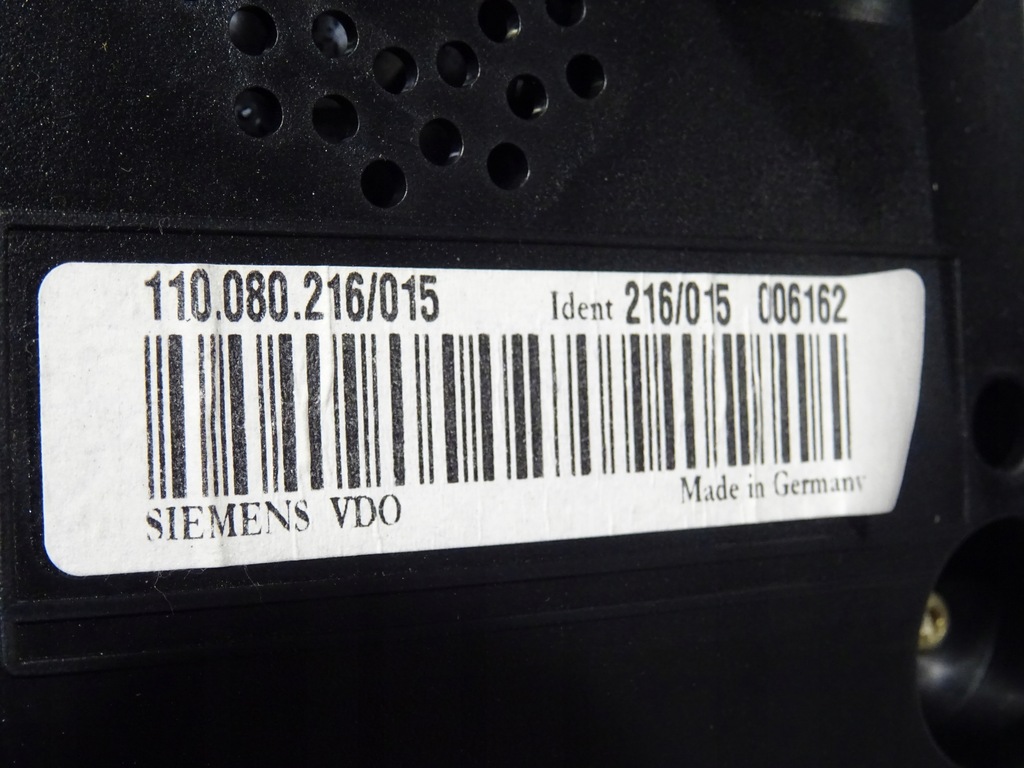 110.080.216/015 Ident 216/015 006162
SIEMENS VDO Made in Germany